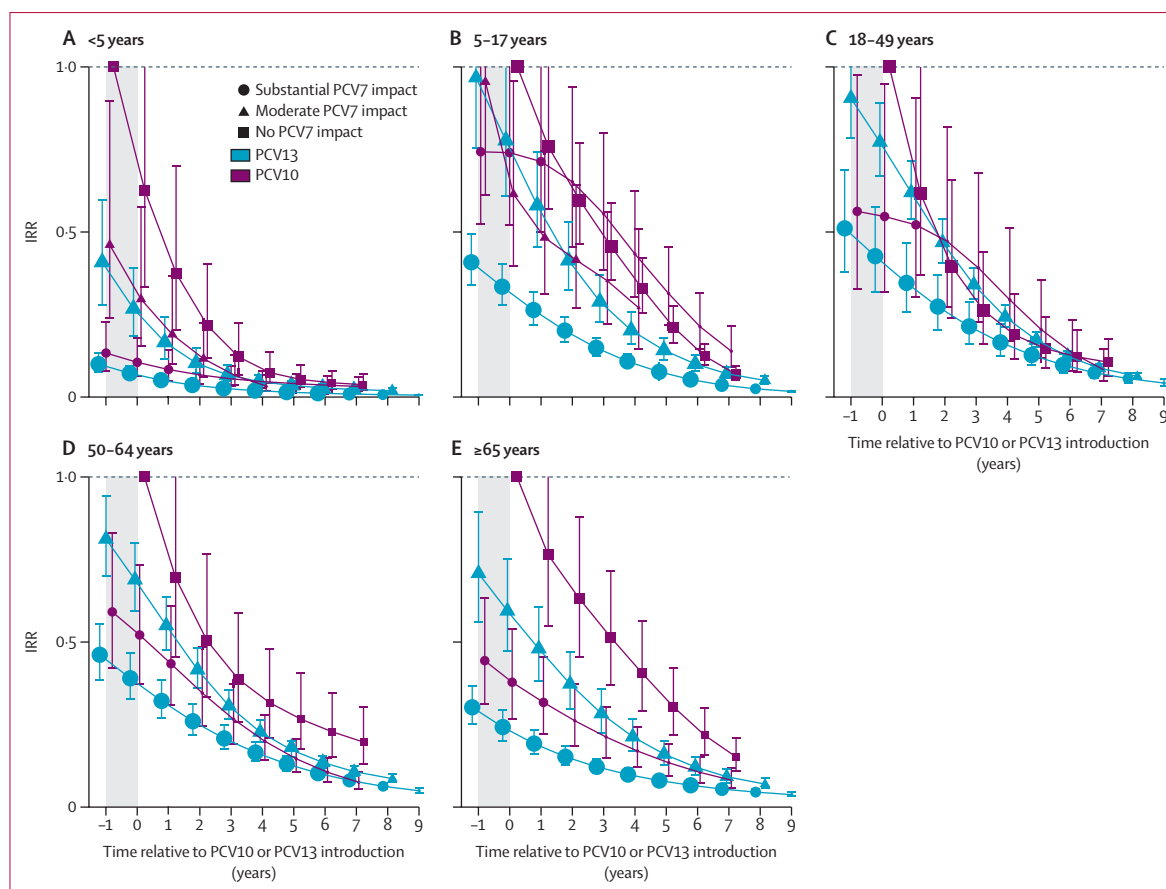 A <5 years
B 5–17 years
C 18–49 years
1·0
0·5
0
IRR
Substantial PCV7 impact
Moderate PCV7 impact
No PCV7 impact
PCV13
PCV10
–1 0 1 2 3 4 5 6 7 8 9
Time relative to PCV10 or PCV13 introduction
(years)
D 50–64 years
E ≥65 years
1·0
0·5
0
IRR
–1 0 1 2 3 4 5 6 7 8 9
Time relative to PCV10 or PCV13 introduction
(years)
–1 0 1 2 3 4 5 6 7 8 9
Time relative to PCV10 or PCV13 introduction
(years)